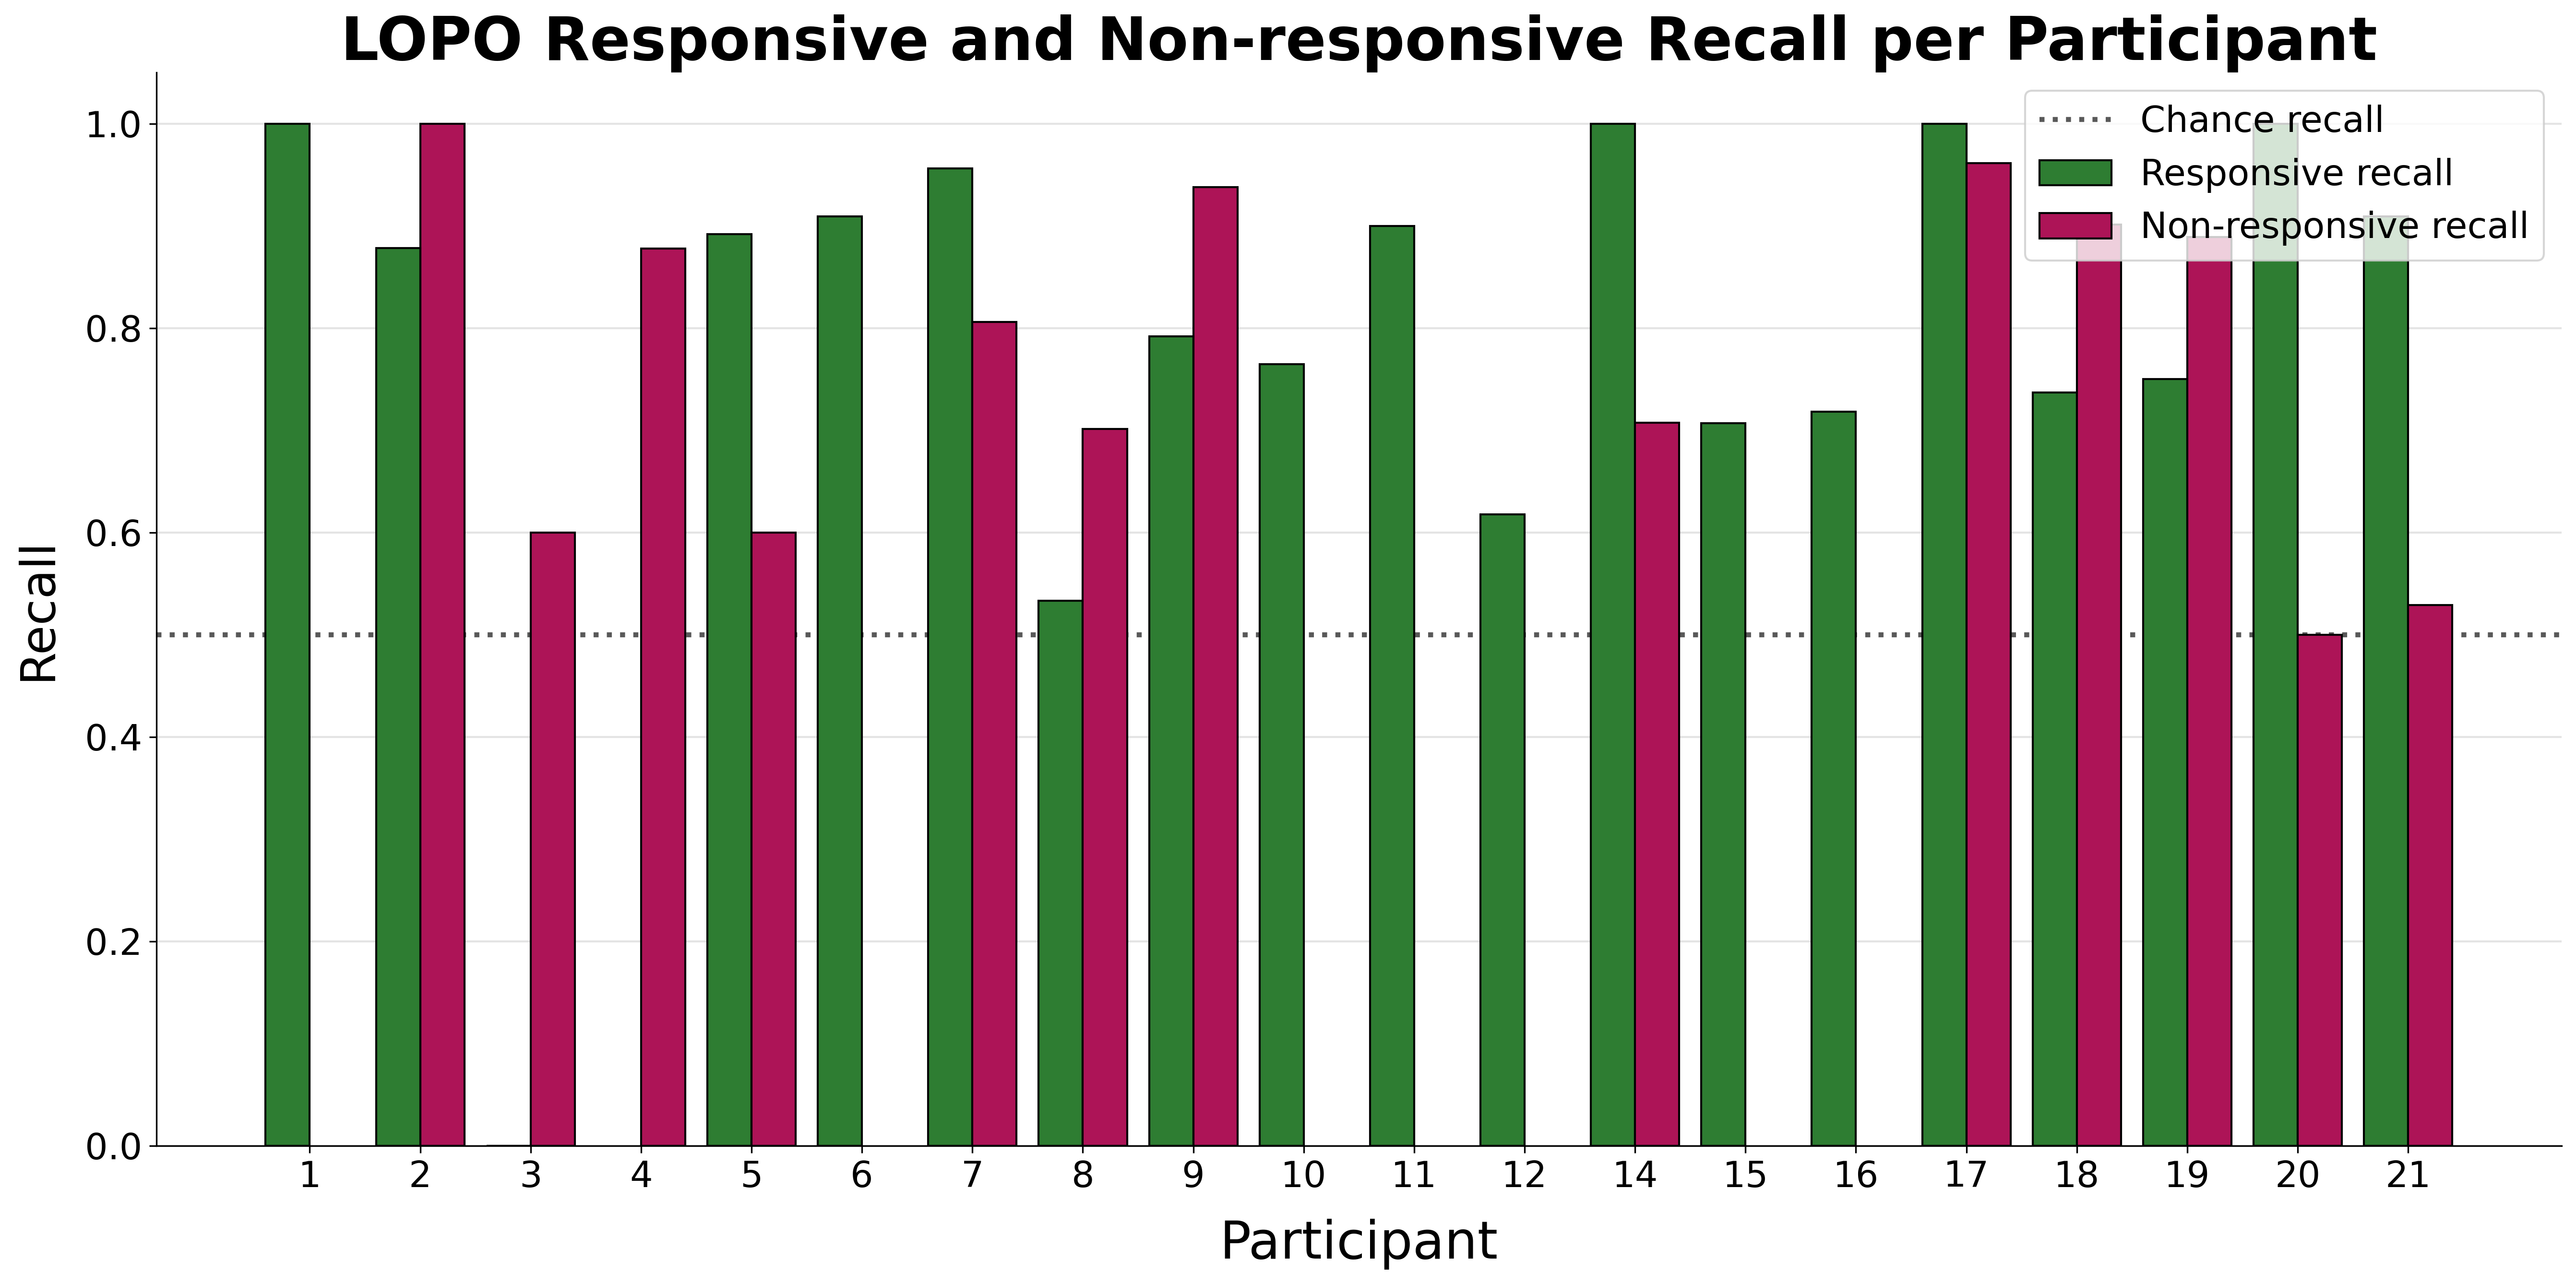 LOPO Responsive and Non-responsive Recall per Participant
Chance recall
Responsive recall
Non-responsive recall
1.0
0.8
0.6
0.4
0.2
0.0
Recall
1 2 3 4 5 6 7 8 9 10 11 12 14 15 16 17 18 19 20 21
Participant